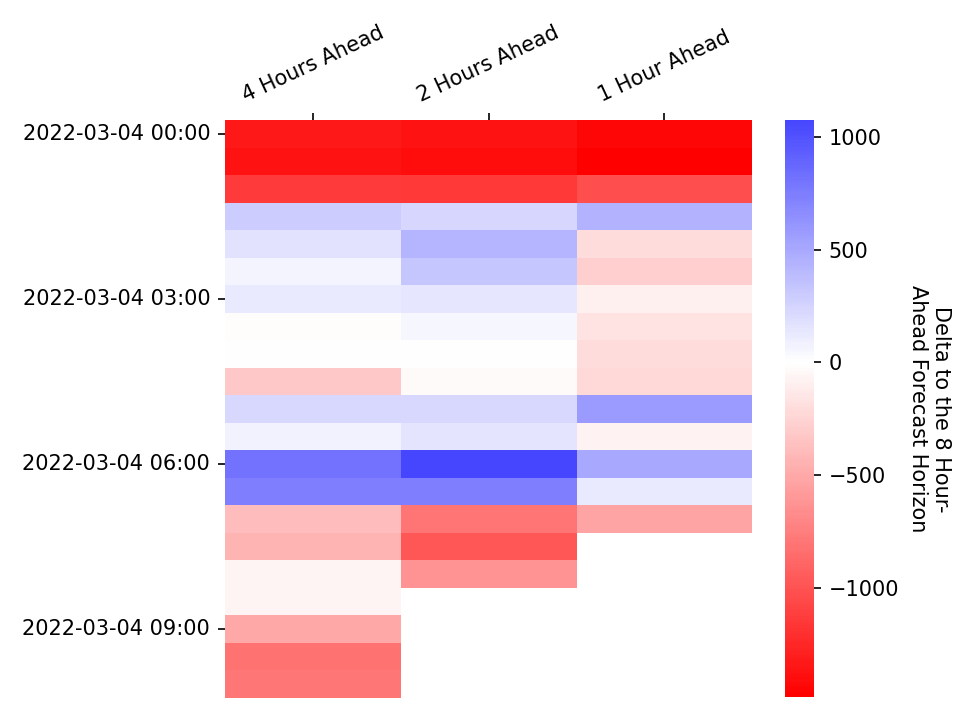 4 Hours Ahead
2 Hours Ahead
1 Hour Ahead
2022-03-04 00:00
2022-03-04 03:00
2022-03-04 06:00
2022-03-04 09:00
1000
500
0
−500
−1000
Delta to the 8 Hour-
Ahead Forecast Horizon